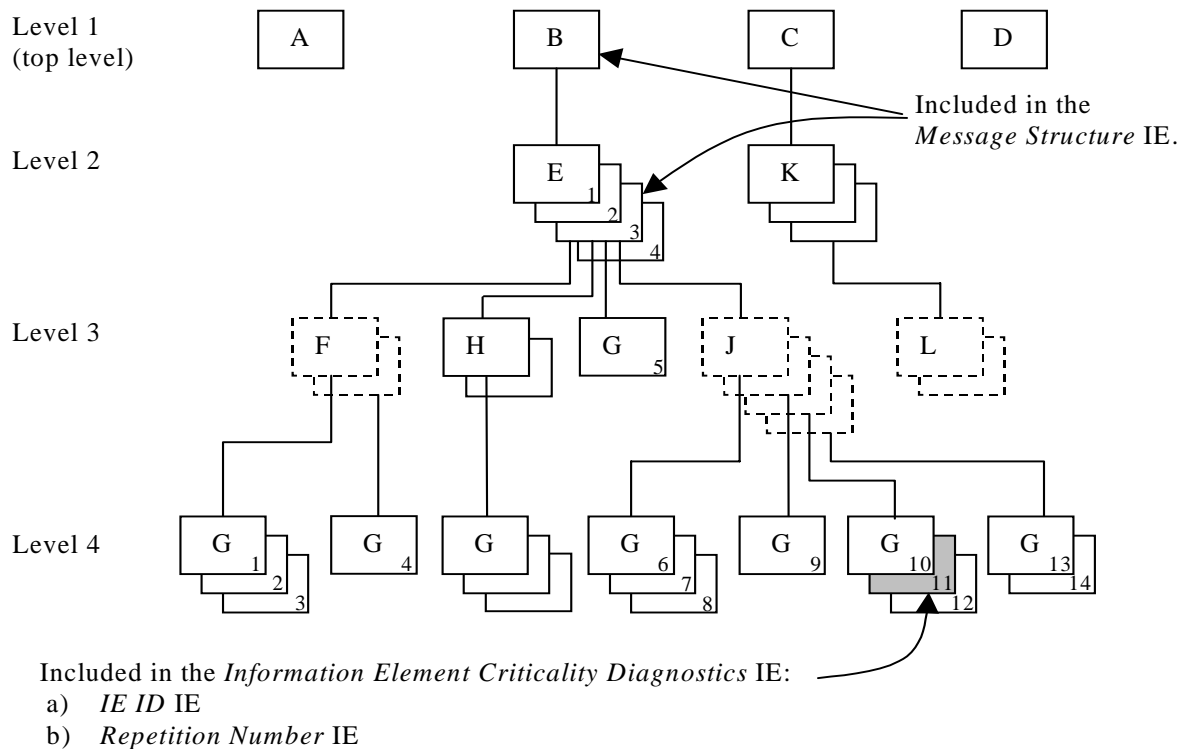 Level 1
(top level)
A
B
C
D
Included in the
Message Structure IE.
Level 2
E
1
2
3
4
K
Level 3
F
H
G
5
J
L
Level 4
G
1
2
3
G
4
G
G
6
7
8
G
9
G
10
11
12
G
13
14
Included in the Information Element Criticality Diagnostics IE:
a) IE ID IE
b) Repetition Number IE